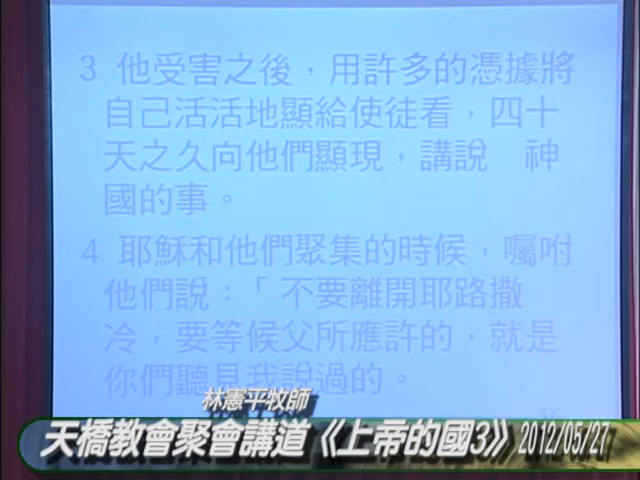 3 他受害之後，用許多的憑據將
自己活活地顯給使徒看，四十
天之久向他們顯現，講說　神
國的事。
4 耶穌和他們聚集的時候，囑咐
他們說：「不要離開耶路撒
冷，要等候父所應許的，就是
你們聽見我說過的。
56
林憲平牧師
天橋教會聚會講道《上帝的國3》2012/05/27